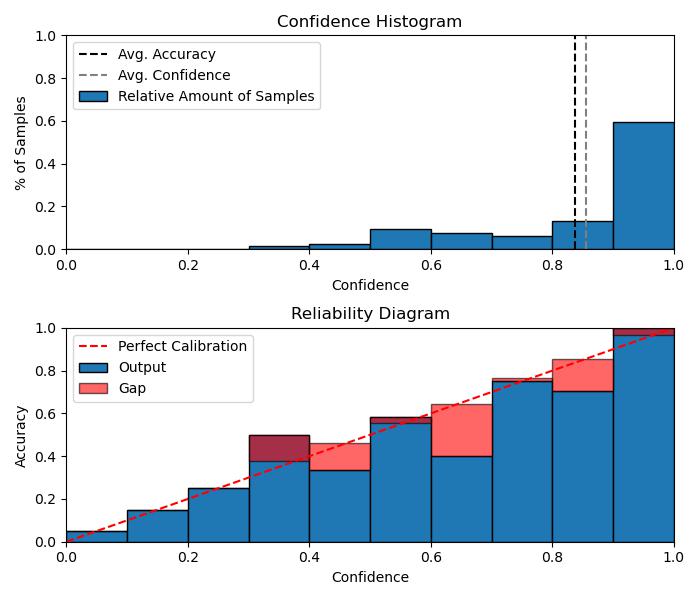 Confidence Histogram
1.0
0.8
0.6
0.4
0.2
0.0
% of Samples
Avg. Accuracy
Avg. Confidence
Relative Amount of Samples
0.0 0.2 0.4 0.6 0.8 1.0
Confidence
Reliability Diagram
1.0
0.8
0.6
0.4
0.2
0.0
Accuracy
Perfect Calibration
Output
Gap
0.0 0.2 0.4 0.6 0.8 1.0
Confidence